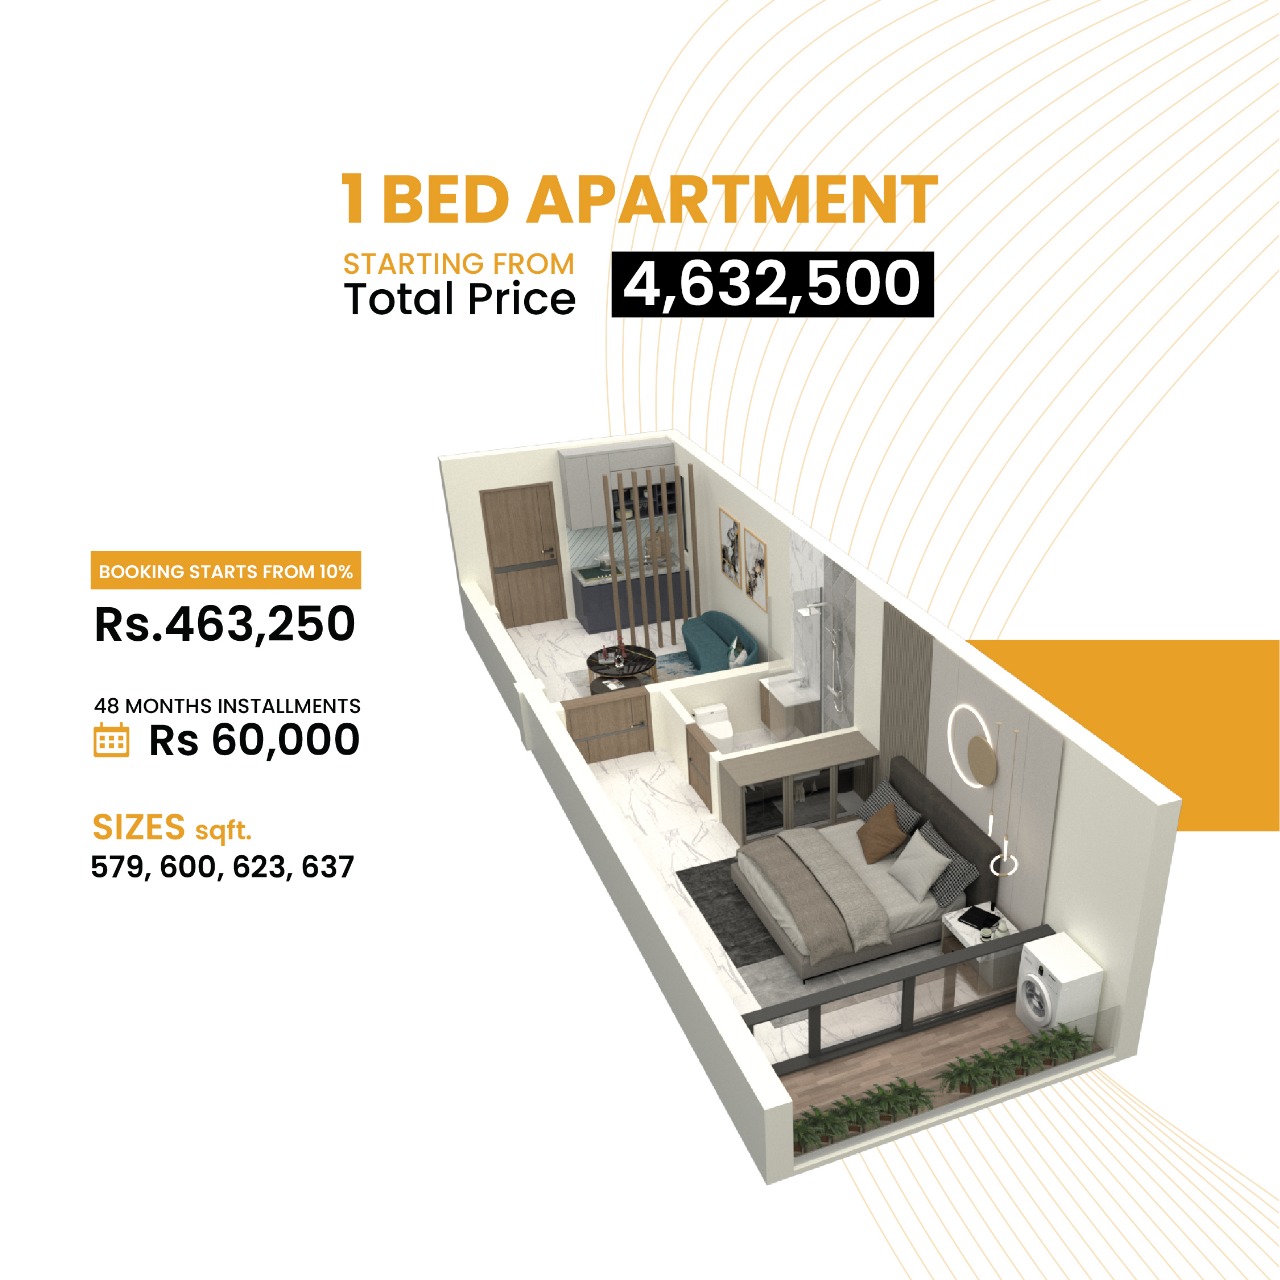 1 BED APARTMENT
STARTING FROM
Total Price 4,632,500
BOOKING STARTS FROM 10%
Rs.463,250
48 MONTHS INSTALLMENTS
Rs 60,000
SIZES sqft.
579, 600, 623, 637